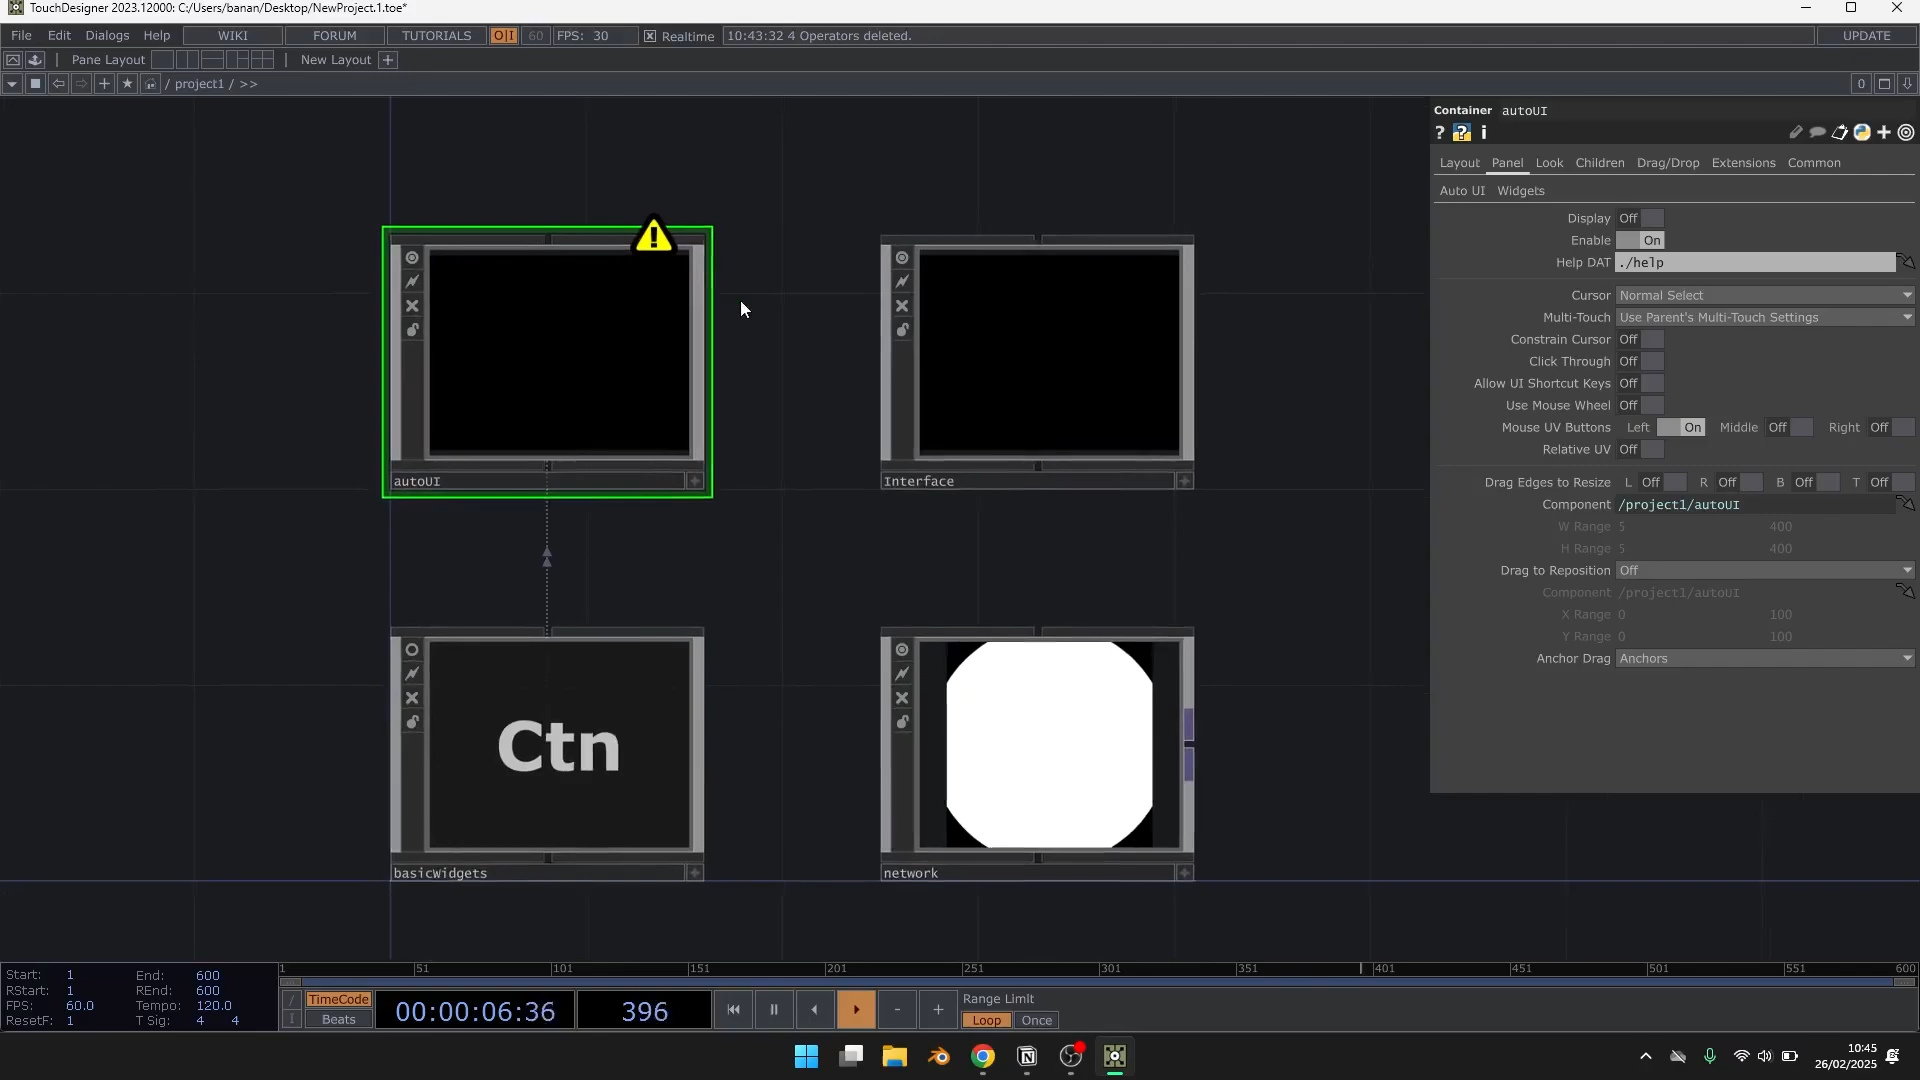 TouchDesigner 2023.12000: C:/Users/banan/Desktop/NewProject.1.toe*
File Edit Dialogs Help WIKI FORUM TUTORIALS O|I 60 FPS: 30 Realtime 10:43:32 4 Operators deleted. UPDATE
Pane Layout New Layout +
/ project1 / >> 0
Container autoUI
? ? i
Layout Panel Look Children Drag/Drop Extensions Common
Auto UI Widgets
Display Off
Enable On
Help DAT ./help
Cursor Normal Select
Multi-Touch Use Parent's Multi-Touch Settings
Constrain Cursor Off
Click Through Off
Allow UI Shortcut Keys Off
Use Mouse Wheel Off
Mouse UV Buttons Left On Middle Off Right Off
Relative UV Off
Drag Edges to Resize L Off R Off B Off T Off
Component /project1/autoUI
W Range 5 400
H Range 5 400
Drag to Reposition Off
Component /project1/autoUI
X Range 0 100
Y Range 0 100
Anchor Drag Anchors
autoUI
Interface
Ctn
basicWidgets
network
1 51 101 151 201 251 301 351 401 451 501 551 600
Start: 1 End: 600
RStart: 1 REnd: 600
FPS: 60.0 Tempo: 120.0
ResetF: 1 T Sig: 4 4
/ TimeCode
I Beats
00:00:06:36 396
- +
Range Limit
Loop Once
10:45
26/02/2025